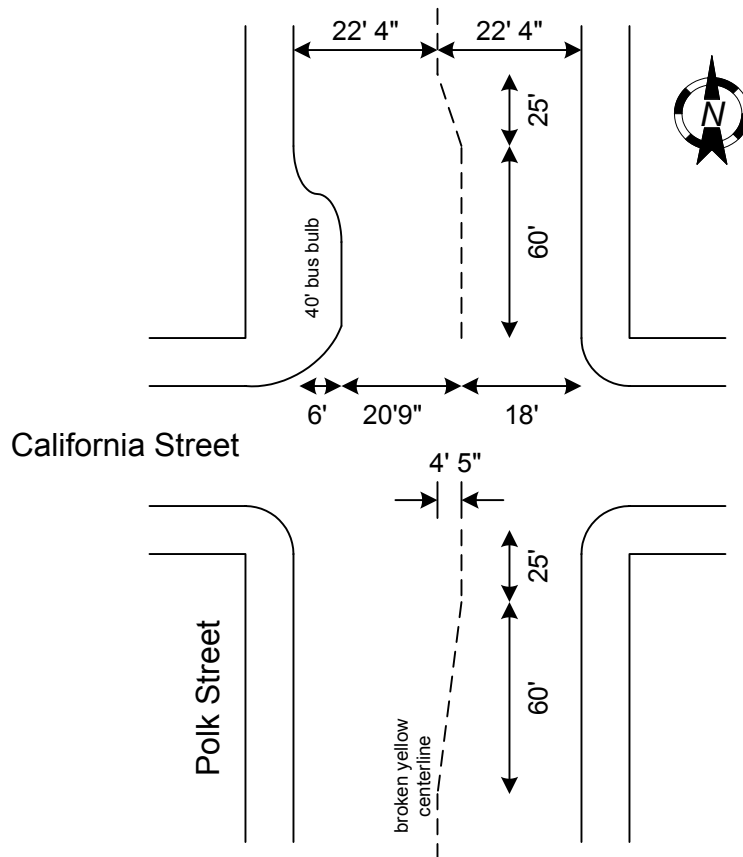 22' 4" 22' 4"
25'
N
60'
40' bus bulb
6' 20'9" 18'
California Street
4' 5"
25'
60'
Polk Street
broken yellow
centerline